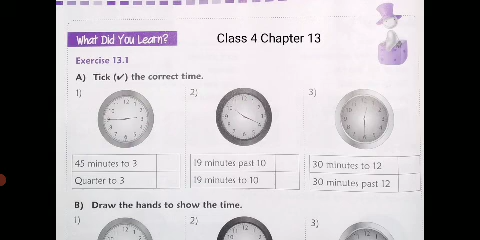 What Did You Learn?
Class 4 Chapter 13
Exercise 13.1
A) Tick (✓) the correct time.
1) 2) 3)
45 minutes to 3 19 minutes past 10 30 minutes to 12
Quarter to 3 19 minutes to 10 30 minutes past 12
B) Draw the hands to show the time.
1) 2) 3)